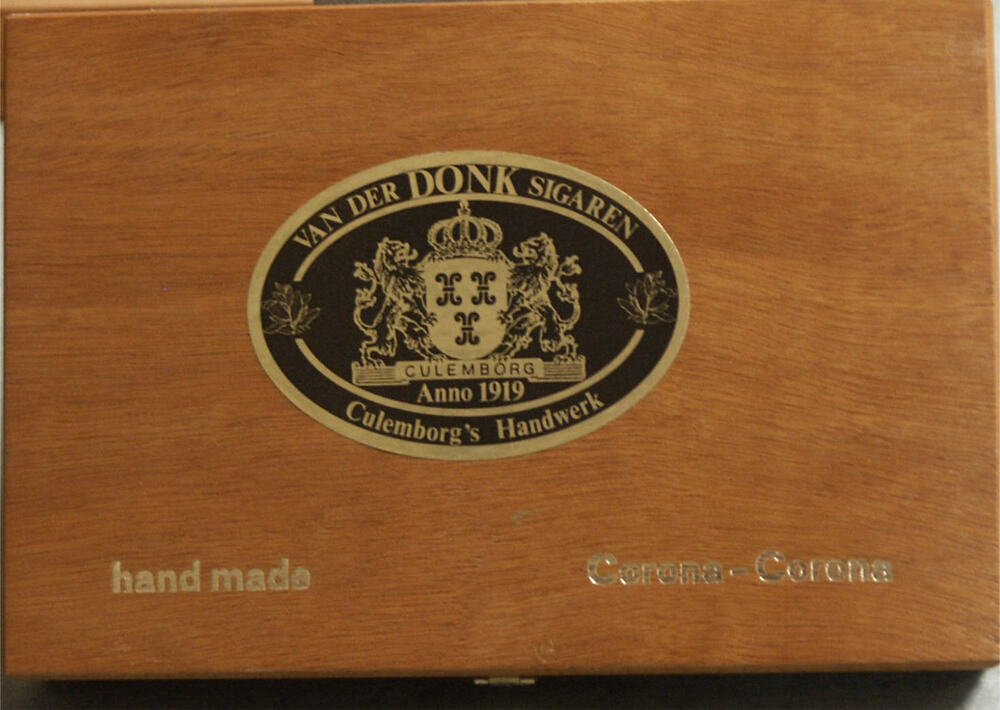 VAN DER DONK SIGAREN
CULEMBORG
Anno 1919
Culemborg's Handwerk
hand made
Corona - Corona